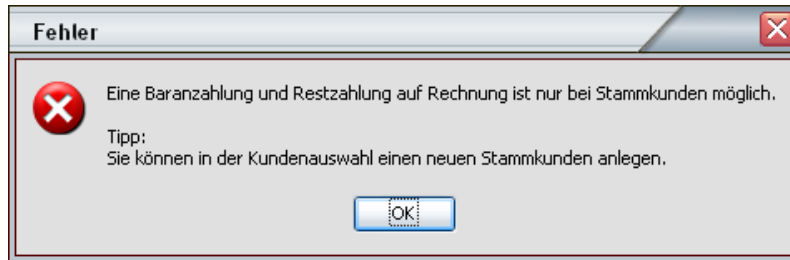 Fehler
Eine Baranzahlung und Restzahlung auf Rechnung ist nur bei Stammkunden möglich.
Tipp:
Sie können in der Kundenauswahl einen neuen Stammkunden anlegen.
OK